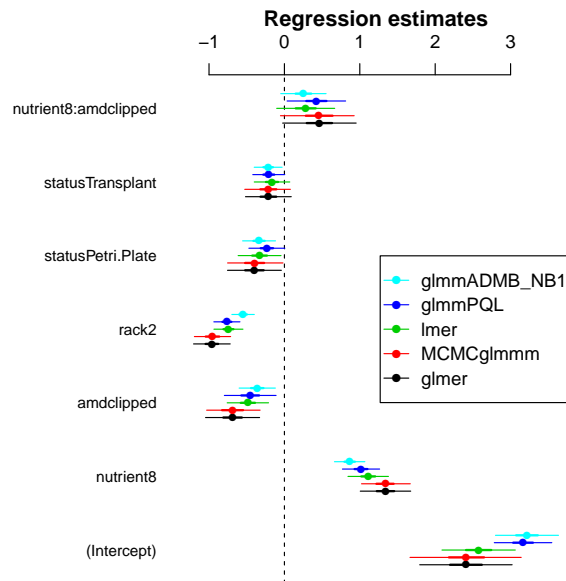 Regression estimates
−1 0 1 2 3
nutrient8:amdclipped
statusTransplant
statusPetri.Plate
rack2
amdclipped
nutrient8
(Intercept)
glmmADMB_NB1
glmmPQL
lmer
MCMCglmmm
glmer